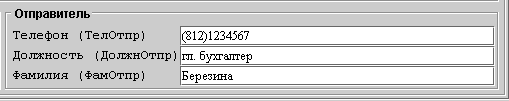 Отправитель
Телефон (ТелОтпр) (812)1234567
Должность (ДолжнОтпр) гл. бухгалтер
Фамилия (ФамОтпр) Березина